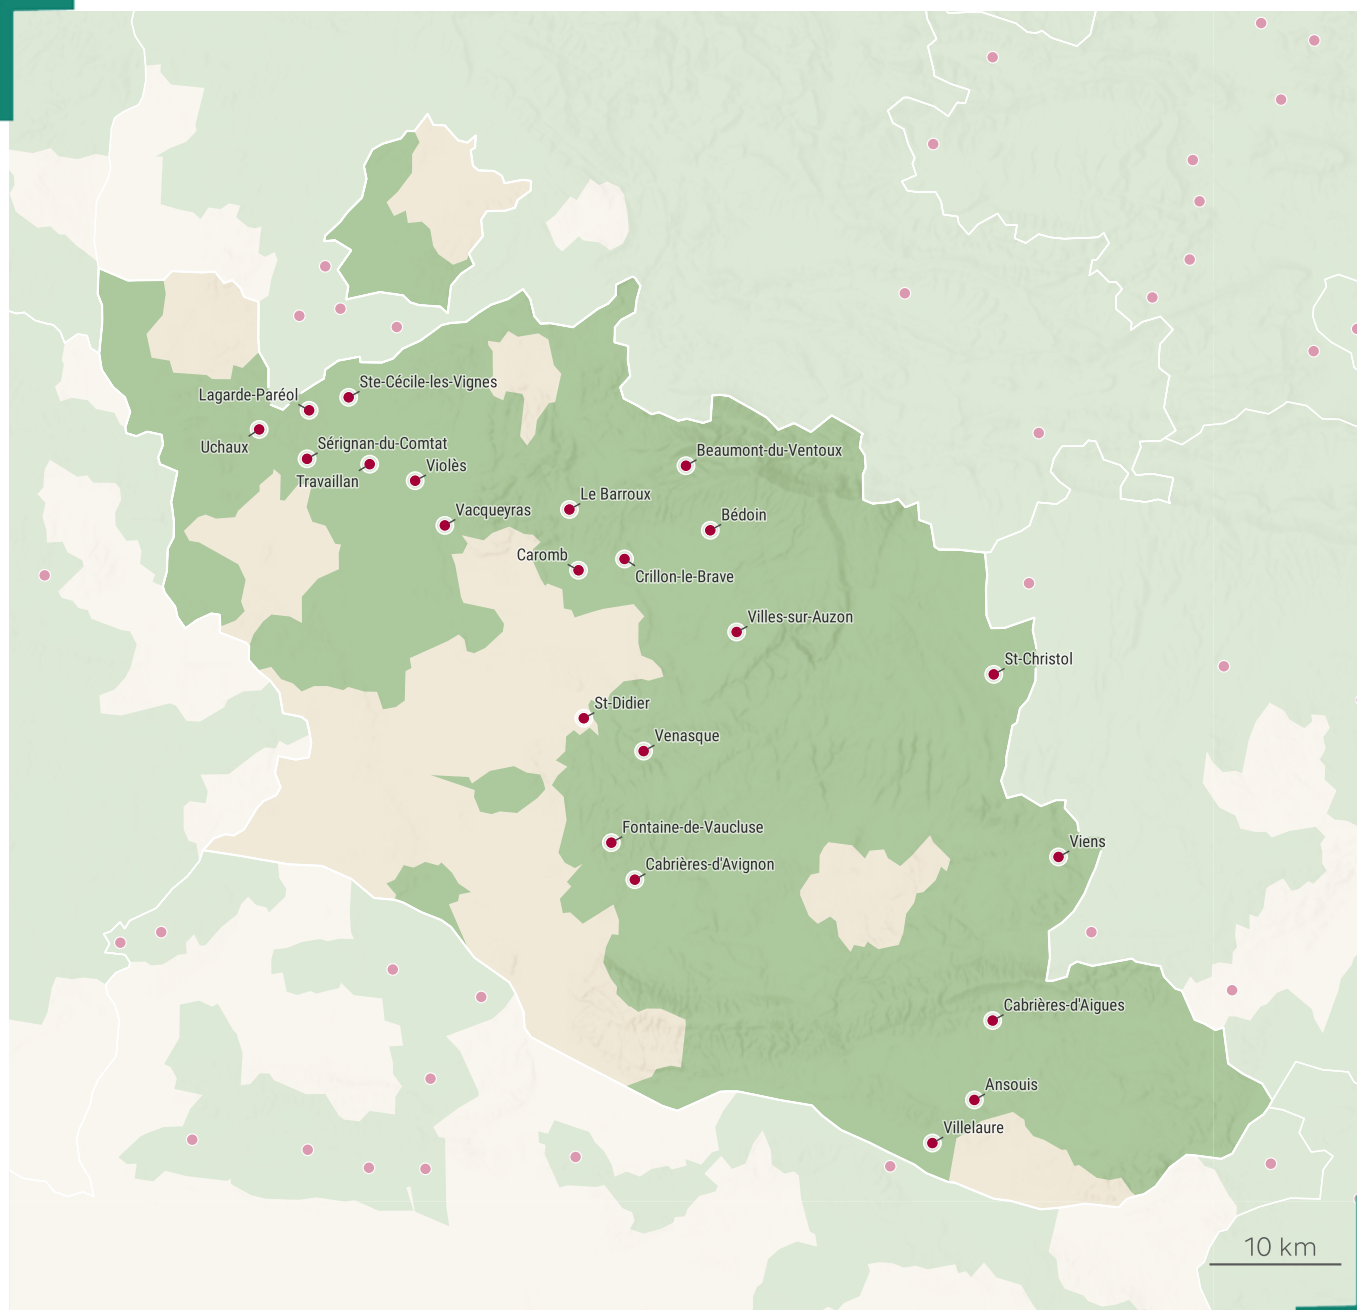 Ste-Cécile-les-Vignes
Lagarde-Paréol
Uchaux
Sérignan-du-Comtat
Travaillan
Violès
Beaumont-du-Ventoux
Le Barroux
Vacqueyras
Bédoin
Caromb
Crillon-le-Brave
Villes-sur-Auzon
St-Christol
St-Didier
Venasque
Fontaine-de-Vaucluse
Viens
Cabrières-d'Avignon
Cabrières-d'Aigues
Ansouis
Villelaure
10 km